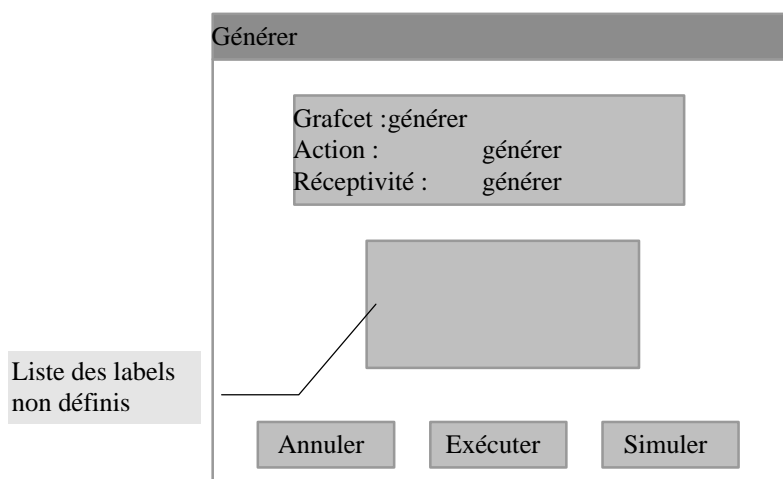 Générer
Grafcet :générer
Action : générer
Réceptivité : générer
Liste des labels
non définis
Annuler Exécuter Simuler